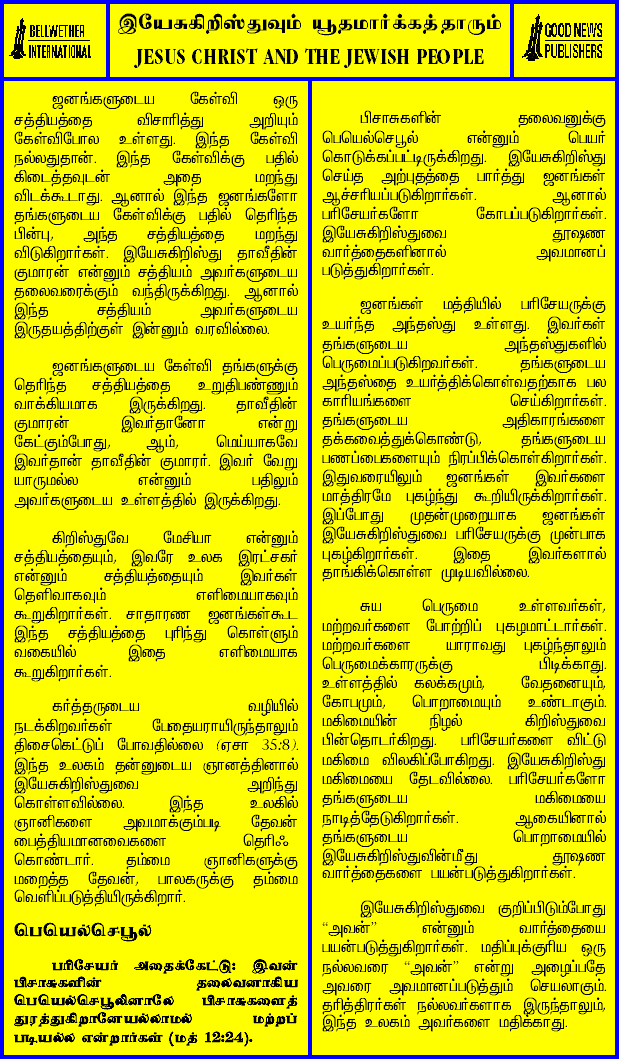 BELLWETHER
INTERNATIONAL
இயேசுகிறிஸ்துவும் யூதமார்க்கத்தாரும்
JESUS CHRIST AND THE JEWISH PEOPLE
GOOD NEWS
PUBLISHERS
ஜனங்களுடைய கேள்வி ஒரு
சத்தியத்தை விசாரித்து அறியும்
கேள்விபோல உள்ளது. இந்த கேள்வி
நல்லதுதான். இந்த கேள்விக்கு பதில்
கிடைத்தவுடன் அதை மறந்து
விடக்கூடாது. ஆனால் இந்த ஜனங்களோ
தங்களுடைய கேள்விக்கு பதில் தெரிந்த
பின்பு, அந்த சத்தியத்தை மறந்து
விடுகிறார்கள். இயேசுகிறிஸ்து தாவீதின்
குமாரன் என்னும் சத்தியம் அவர்களுடைய
தலைவரைக்கும் வந்திருக்கிறது. ஆனால்
இந்த சத்தியம் அவர்களுடைய
இருதயத்திற்குள் இன்னும் வரவில்லை.
ஜனங்களுடைய கேள்வி தங்களுக்கு
தெரிந்த சத்தியத்தை உறுதிபண்ணும்
வாக்கியமாக இருக்கிறது. தாவீதின்
குமாரன் இவர்தானோ என்று
கேட்கும்போது, ஆம், மெய்யாகவே
இவர்தான் தாவீதின் குமாரர். இவர் வேறு
யாருமல்ல என்னும் பதிலும்
அவர்களுடைய உள்ளத்தில் இருக்கிறது.
கிறிஸ்துவே மேசியா என்னும்
சத்தியத்தையும், இவரே உலக இரட்சகர்
என்னும் சத்தியத்தையும் இவர்கள்
தெளிவாகவும் எளிமையாகவும்
கூறுகிறார்கள். சாதாரண ஜனங்கள்கூட
இந்த சத்தியத்தை புரிந்து கொள்ளும்
வகையில் இதை எளிமையாக
கூறுகிறார்கள்.
கர்த்தருடைய வழியில்
நடக்கிறவர்கள் பேதையராயிருந்தாலும்
திசைகெட்டுப் போவதில்லை (ஏசா 35:8).
இந்த உலகம் தன்னுடைய ஞானத்தினால்
இயேசுகிறிஸ்துவை அறிந்து
கொள்ளவில்லை. இந்த உலகில்
ஞானிகளை அவமாக்கும்படி தேவன்
பைத்தியமானவைகளை தெரிஃ
கொண்டார். தம்மை ஞானிகளுக்கு
மறைத்த தேவன், பாலகருக்கு தம்மை
வெளிப்படுத்தியிருக்கிறார்.
பெயெல்செபூல்
பரிசேயர் அதைக்கேட்டு: இவன்
பிசாசுகளின் தலைவனாகிய
பெயெல்செபூலினாலே பிசாசுகளைத்
துரத்துகிறானேயல்லாமல் மற்றப்
படியல்ல என்றார்கள் (மத் 12:24).
பிசாசுகளின் தலைவனுக்கு
பெயெல்செபூல் என்னும் பெயர்
கொடுக்கப்பட்டிருக்கிறது. இயேசுகிறிஸ்து
செய்த அற்புதத்தை பார்த்து ஜனங்கள்
ஆச்சரியப்படுகிறார்கள். ஆனால்
பரிசேயர்களோ கோபப்படுகிறார்கள்.
இயேசுகிறிஸ்துவை தூஷண
வார்த்தைகளினால் அவமானப்
படுத்துகிறார்கள்.
ஜனங்கள் மத்தியில் பரிசேயருக்கு
உயர்ந்த அந்தஸ்து உள்ளது. இவர்கள்
தங்களுடைய அந்தஸ்துகளில்
பெருமைப்படுகிறவர்கள். தங்களுடைய
அந்தஸ்தை உயர்த்திக்கொள்வதற்காக பல
காரியங்களை செய்கிறார்கள்.
தங்களுடைய அதிகாரங்களை
தக்கவைத்துக்கொண்டு, தங்களுடைய
பணப்பைகளையும் நிரப்பிக்கொள்கிறார்கள்.
இதுவரையிலும் ஜனங்கள் இவர்களை
மாத்திரமே புகழ்ந்து கூறியிருக்கிறார்கள்.
இப்போது முதன்முறையாக ஜனங்கள்
இயேசுகிறிஸ்துவை பரிசேயருக்கு முன்பாக
புகழ்கிறார்கள். இதை இவர்களால்
தாங்கிக்கொள்ள முடியவில்லை.
சுய பெருமை உள்ளவர்கள்,
மற்றவர்களை போற்றிப் புகழமாட்டார்கள்.
மற்றவர்களை யாராவது புகழ்ந்தாலும்
பெருமைக்காரருக்கு பிடிக்காது.
உள்ளத்தில் கலக்கமும், வேதனையும்,
கோபமும், பொறாமையும் உண்டாகும்.
மகிமையின் நிழல் கிறிஸ்துவை
பின்தொடர்கிறது. பரிசேயர்களை விட்டு
மகிமை விலகிப்போகிறது. இயேசுகிறிஸ்து
மகிமையை தேடவில்லை. பரிசேயர்களோ
தங்களுடைய மகிமையை
நாடித்தேடுகிறார்கள். ஆகையினால்
தங்களுடைய பொறாமையில்
இயேசுகிறிஸ்துவின்மீது தூஷண
வார்த்தைகளை பயன்படுத்துகிறார்கள்.
இயேசுகிறிஸ்துவை குறிப்பிடும்போது
“அவன்” என்னும் வார்த்தையை
பயன்படுத்துகிறார்கள். மதிப்புக்குரிய ஒரு
நல்லவரை “அவன்” என்று அழைப்பதே
அவரை அவமானப்படுத்தும் செயலாகும்.
தரித்திரர்கள் நல்லவர்களாக இருந்தாலும்,
இந்த உலகம் அவர்களை மதிக்காது.